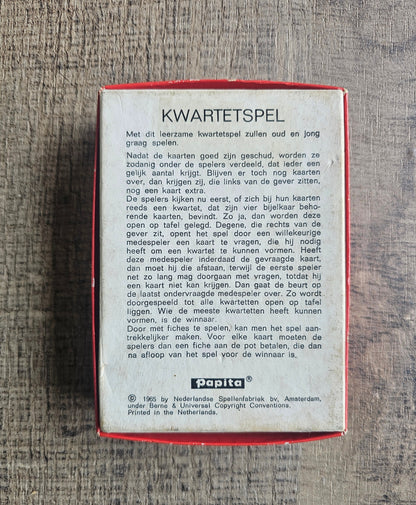 KWARTETSPEL
Met dit leerzame kwartetspel zullen oud en jong
graag spelen.
Nadat de kaarten goed zijn geschud, worden ze
zodanig onder de spelers verdeeld, dat ieder een
gelijk aantal krijgt. Blijven er toch nog kaarten
over, dan krijgen zij, die links van de gever zitten,
nog een kaart extra.
De spelers kijken nu eerst, of zich bij hun kaarten
reeds een kwartet, dat zijn vier bijelkaar beho-
rende kaarten, bevindt. Zo ja, dan worden deze
open op tafel gelegd. Degene, die rechts van de
gever zit, opent het spel door een willekeurige
medespeler een kaart te vragen, die hij nodig
heeft om een kwartet te kunnen vormen. Heeft
deze medespeler inderdaad de gevraagde kaart,
dan moet hij die afstaan, terwijl de eerste speler
net zo lang mag doorgaan met vragen, totdat hij
een kaart niet kan krijgen. Dan gaat de beurt op
de laatst ondervraagde medespeler over. Zo wordt
doorgespeeld tot alle kwartetten open op tafel
liggen. Wie de meeste kwartetten heeft kunnen
vormen, is de winnaar.
Door met fiches te spelen, kan men het spel aan-
trekkelijker maken. Voor elke kaart moeten de
spelers dan een fiche aan de pot betalen, die dan
na afloop van het spel voor de winnaar is.
Papita ®
© 1965 by Nederlandse Spellenfabriek bv, Amsterdam,
under Berne & Universal Copyright Conventions.
Printed in the Netherlands.